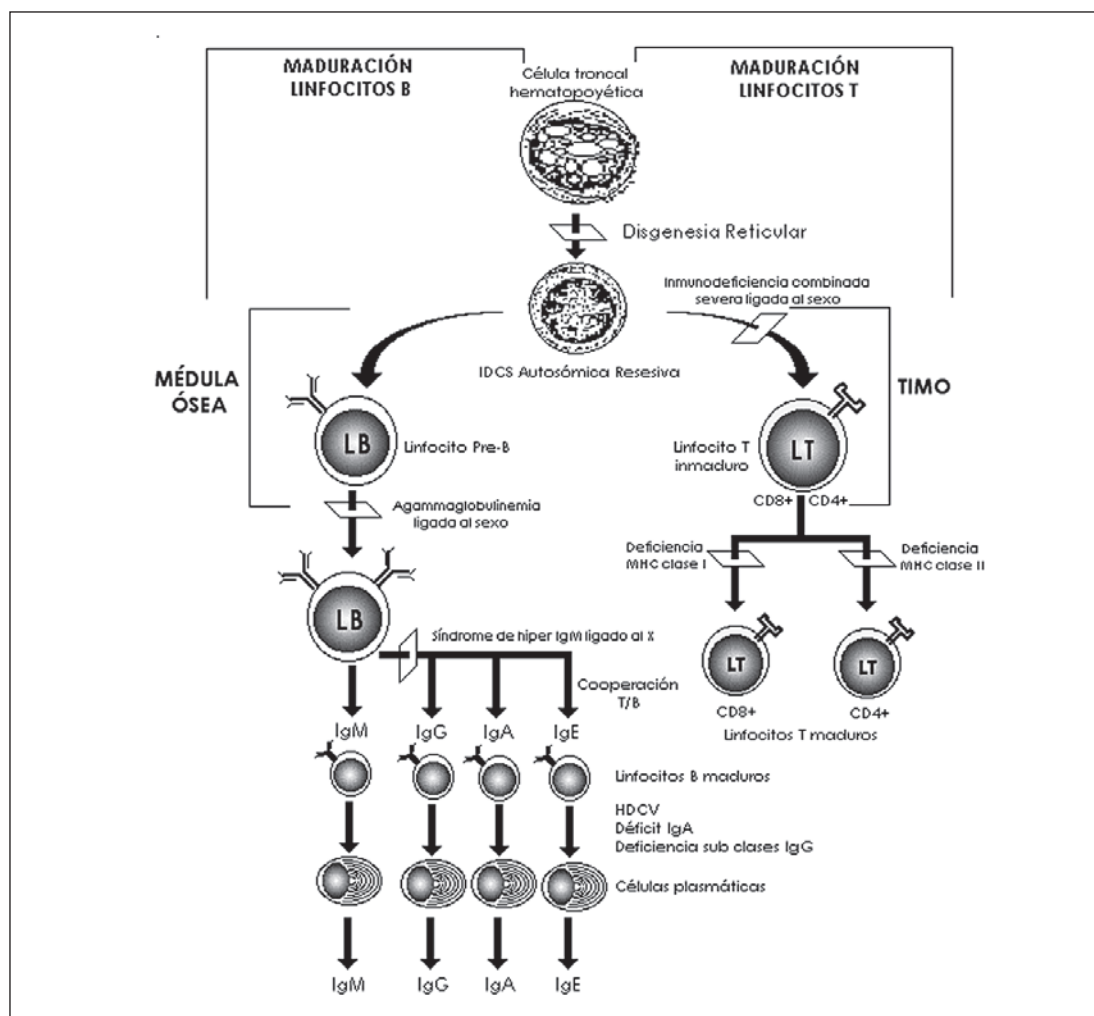 MADURACIÓN
LINFOCITOS B
Célula troncal
hematopoyética
MADURACIÓN
LINFOCITOS T
Disgenesia Reticular
Inmunodeficiencia combinada
severa ligada al sexo
IDCS Autosómica Resesiva
MÉDULA
ÓSEA
TIMO
LB
Linfocito Pre-B
Linfocito T
inmaduro
LT
CD8+
CD4+
Agammaglobulinemia
ligada al sexo
Deficiencia
MHC clase I
Deficiencia
MHC clase II
LB
Síndrome de hiper IgM ligado al X
Cooperación
T/B
LT
LT
CD8+
CD4+
Linfocitos T maduros
IgM
IgG
IgA
IgE
Linfocitos B maduros
HDCV
Déficit IgA
Deficiencia sub clases IgG
Células plasmáticas
IgM
IgG
IgA
IgE